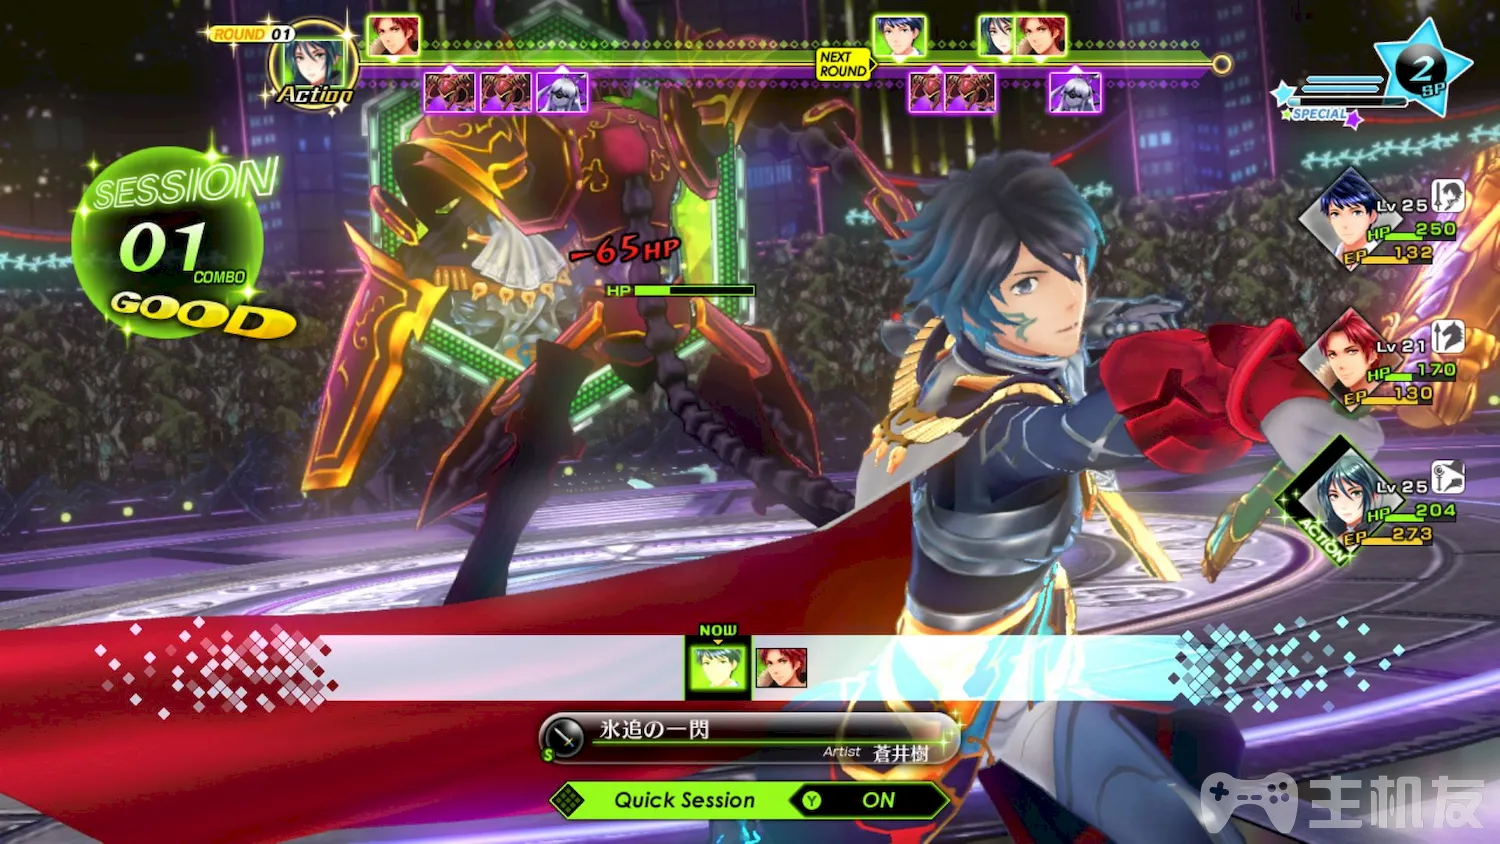 ROUND 01
Action
NEXT
ROUND
2
SP
SPECIAL
SESSION
01
COMBO
GOOD
-65HP
HP
Lv 25
HP 250
EP 132
Lv 21
HP 170
EP 130
Lv 25
HP 204
EP 273
ACTION
NOW
氷追の一閃
S
Artist 蒼井樹
Quick Session Y ON
主机友